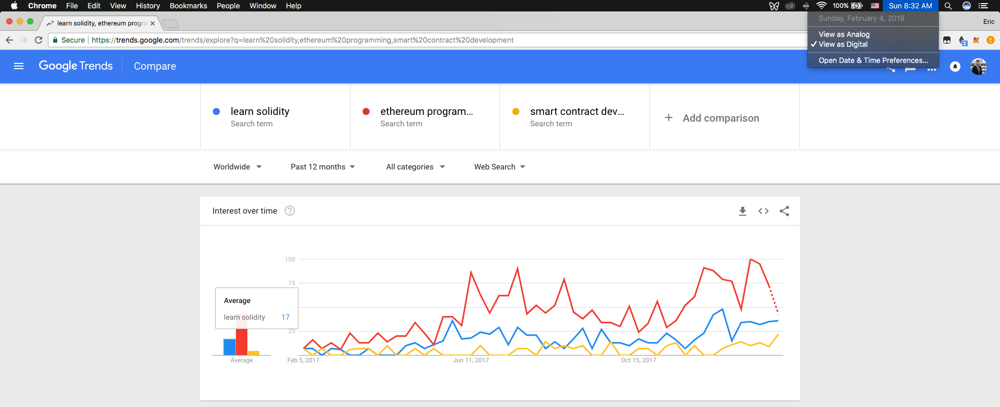 Chrome File Edit View History Bookmarks People Window Help 100% Sun 8:32 AM
learn solidity, ethereum progra
Sunday, February 4, 2018
Eric
Secure https://trends.google.com/trends/explore?q=learn%20solidity,ethereum%20programming,smart%20contract%20development
View as Analog
2
✓ View as Digital
Open Date & Time Preferences...
Google Trends Compare
learn solidity
Search term
ethereum program...
Search term
smart contract dev...
Search term
+ Add comparison
Worldwide Past 12 months All categories Web Search
Interest over time ?
100
75
25
Average
learn solidity 17
Average
Feb 5, 2017 Jun 11, 2017 Oct 15, 2017